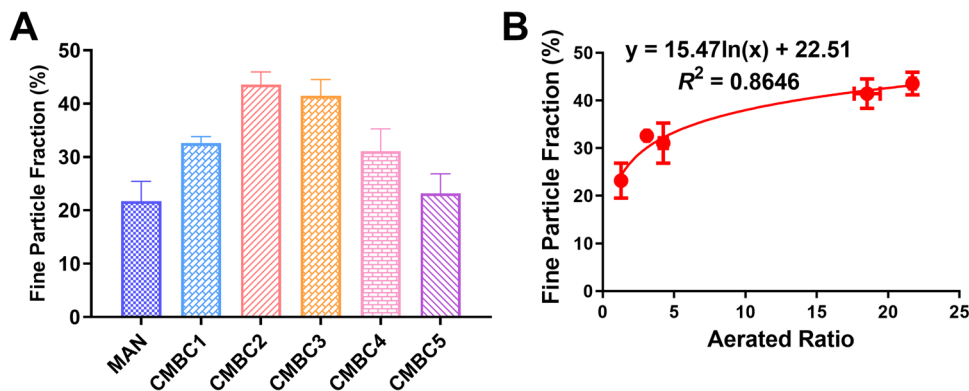 A
Fine Particle Fraction (%)
50
40
30
20
10
0
MAN
CMBC1
CMBC2
CMBC3
CMBC4
CMBC5
B
y = 15.47ln(x) + 22.51
R² = 0.8646
Fine Particle Fraction (%)
50
40
30
20
10
0
0 5 10 15 20 25
Aerated Ratio